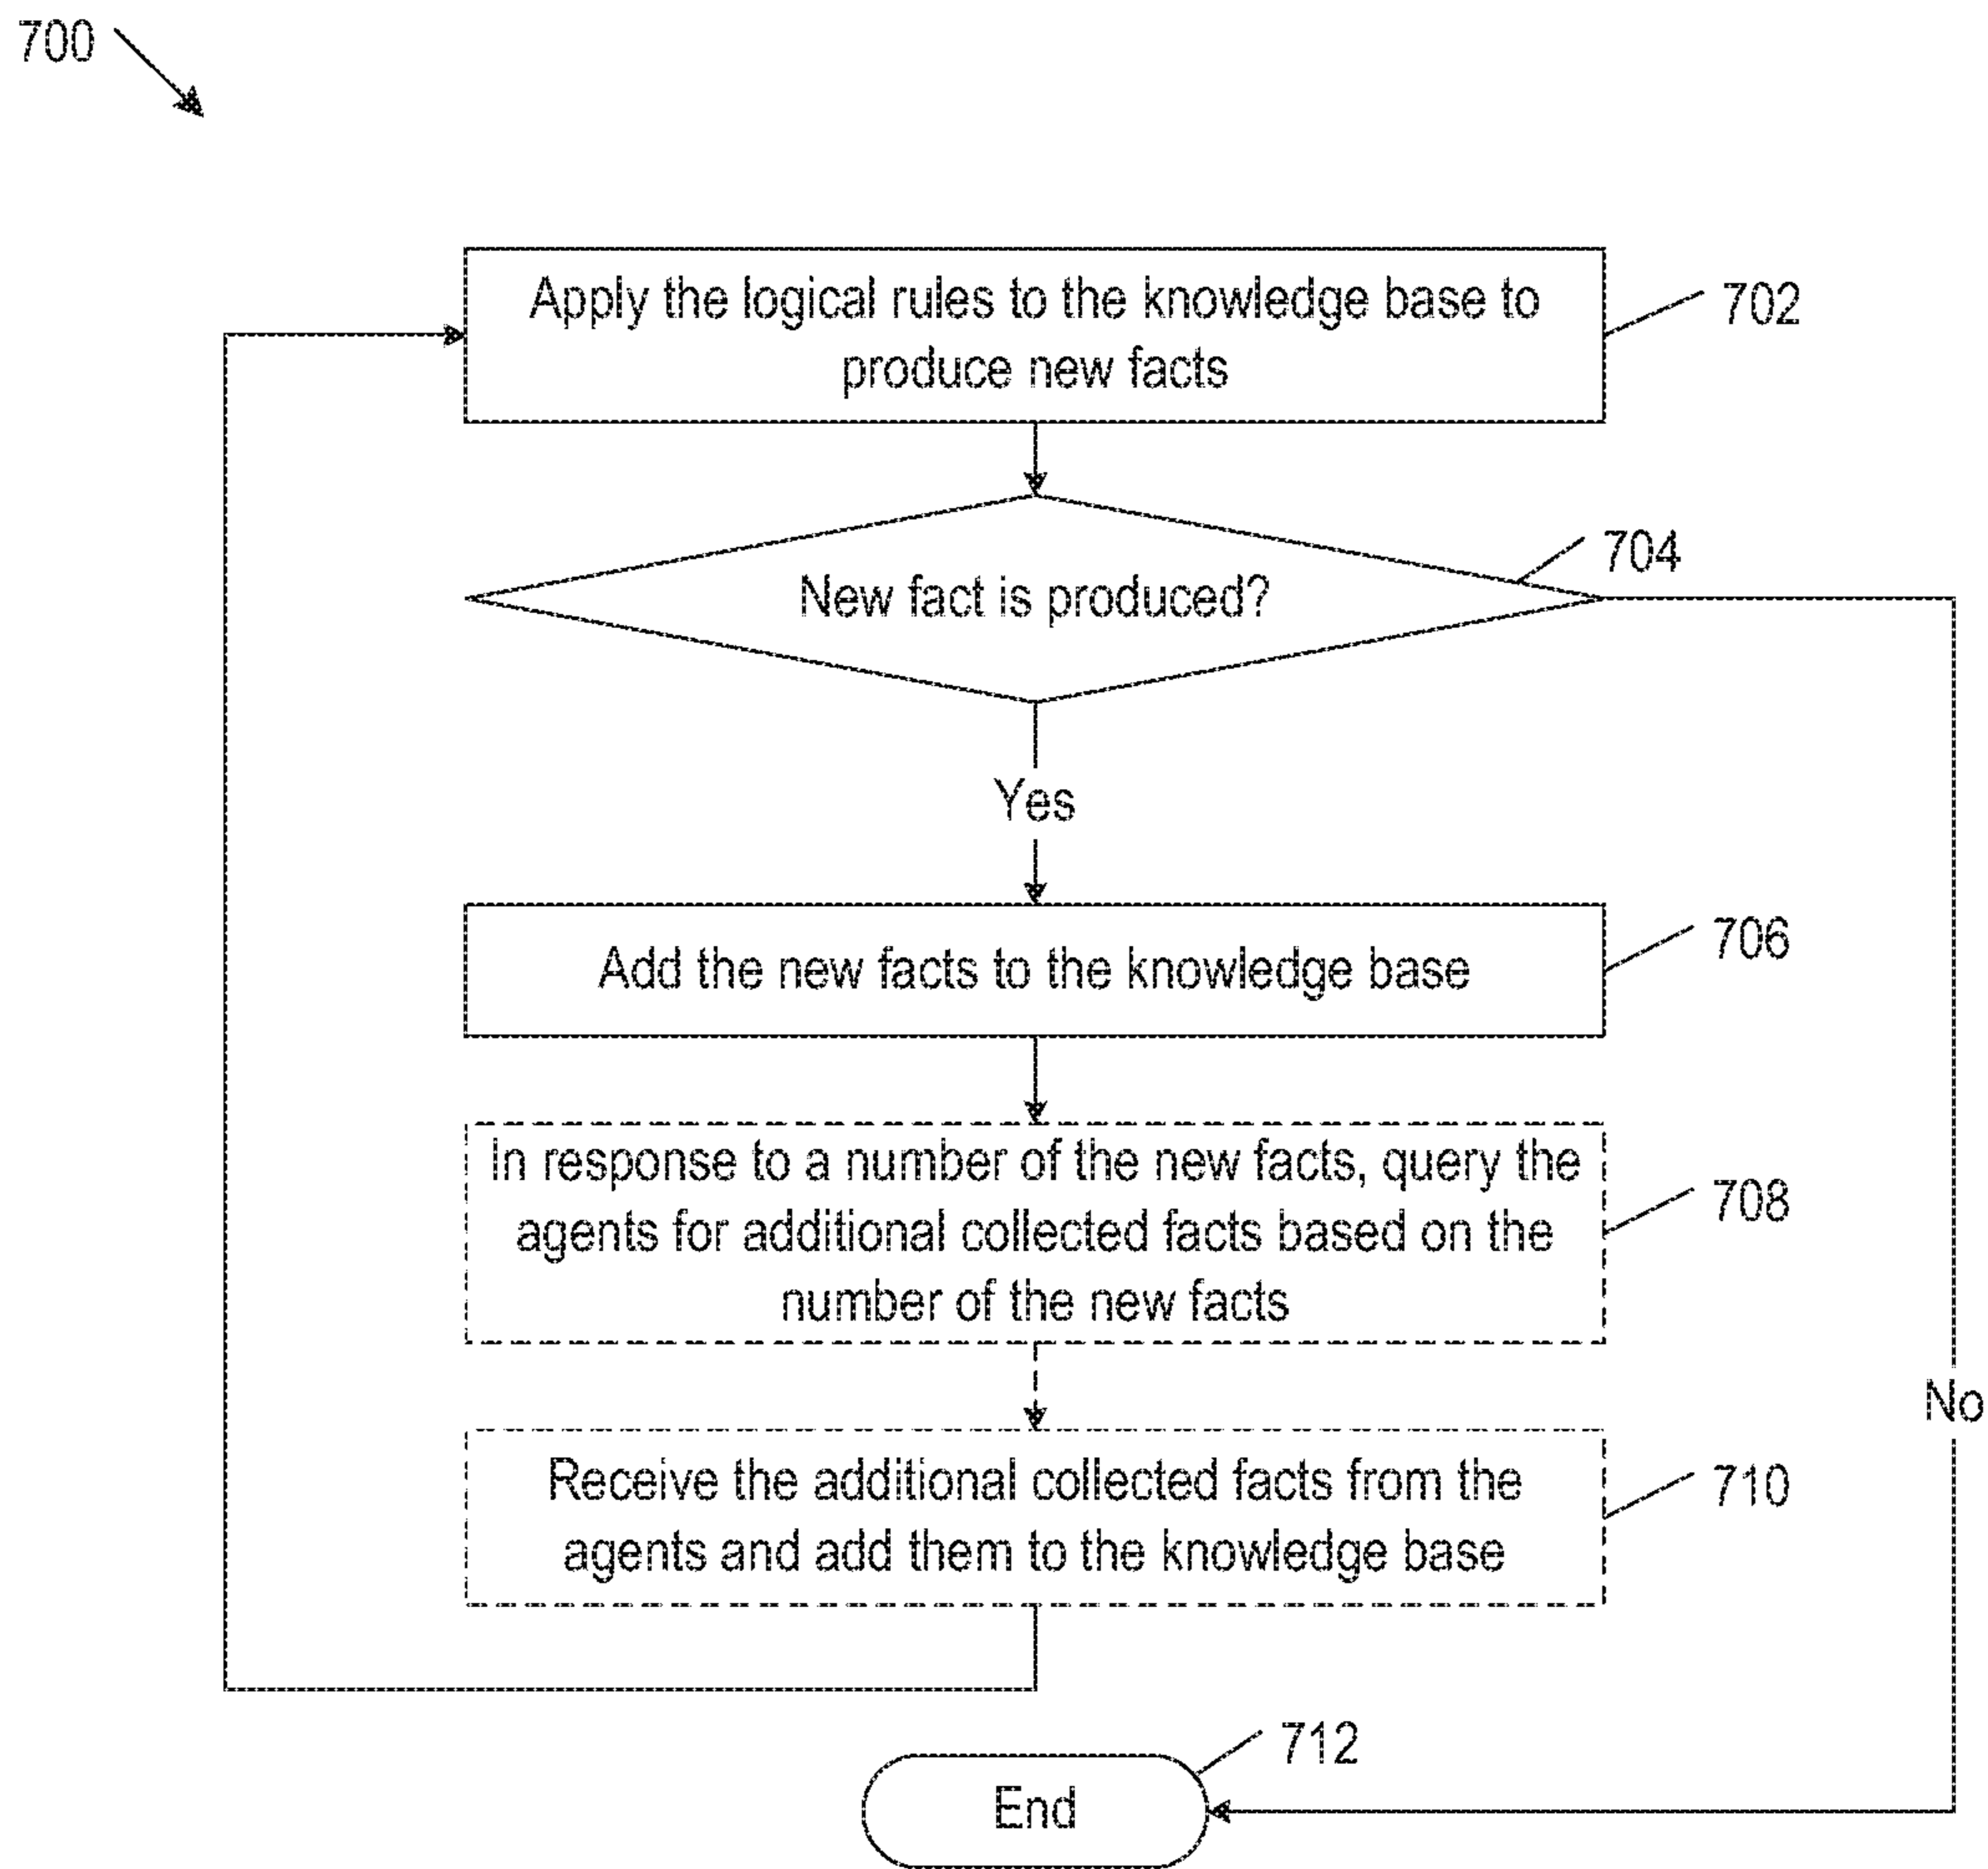 700
Apply the logical rules to the knowledge base to
produce new facts
702
New fact is produced?
704
Yes
Add the new facts to the knowledge base
706
In response to a number of the new facts, query the
agents for additional collected facts based on the
number of the new facts
708
No
Receive the additional collected facts from the
agents and add them to the knowledge base
710
712
End